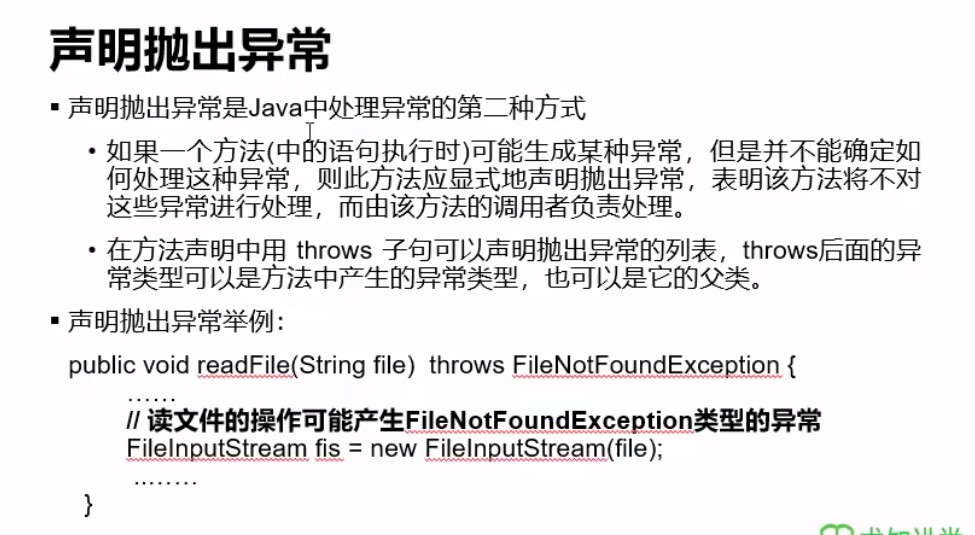 声明抛出异常
▪ 声明抛出异常是Java中处理异常的第二种方式
• 如果一个方法(中的语句执行时)可能生成某种异常，但是并不能确定如
何处理这种异常，则此方法应显式地声明抛出异常，表明该方法将不对
这些异常进行处理，而由该方法的调用者负责处理。
• 在方法声明中用 throws 子句可以声明抛出异常的列表，throws后面的异
常类型可以是方法中产生的异常类型，也可以是它的父类。
▪ 声明抛出异常举例：
public void readFile(String file)  throws FileNotFoundException {
……
// 读文件的操作可能产生FileNotFoundException类型的异常
FileInputStream fis = new FileInputStream(file);
………
}